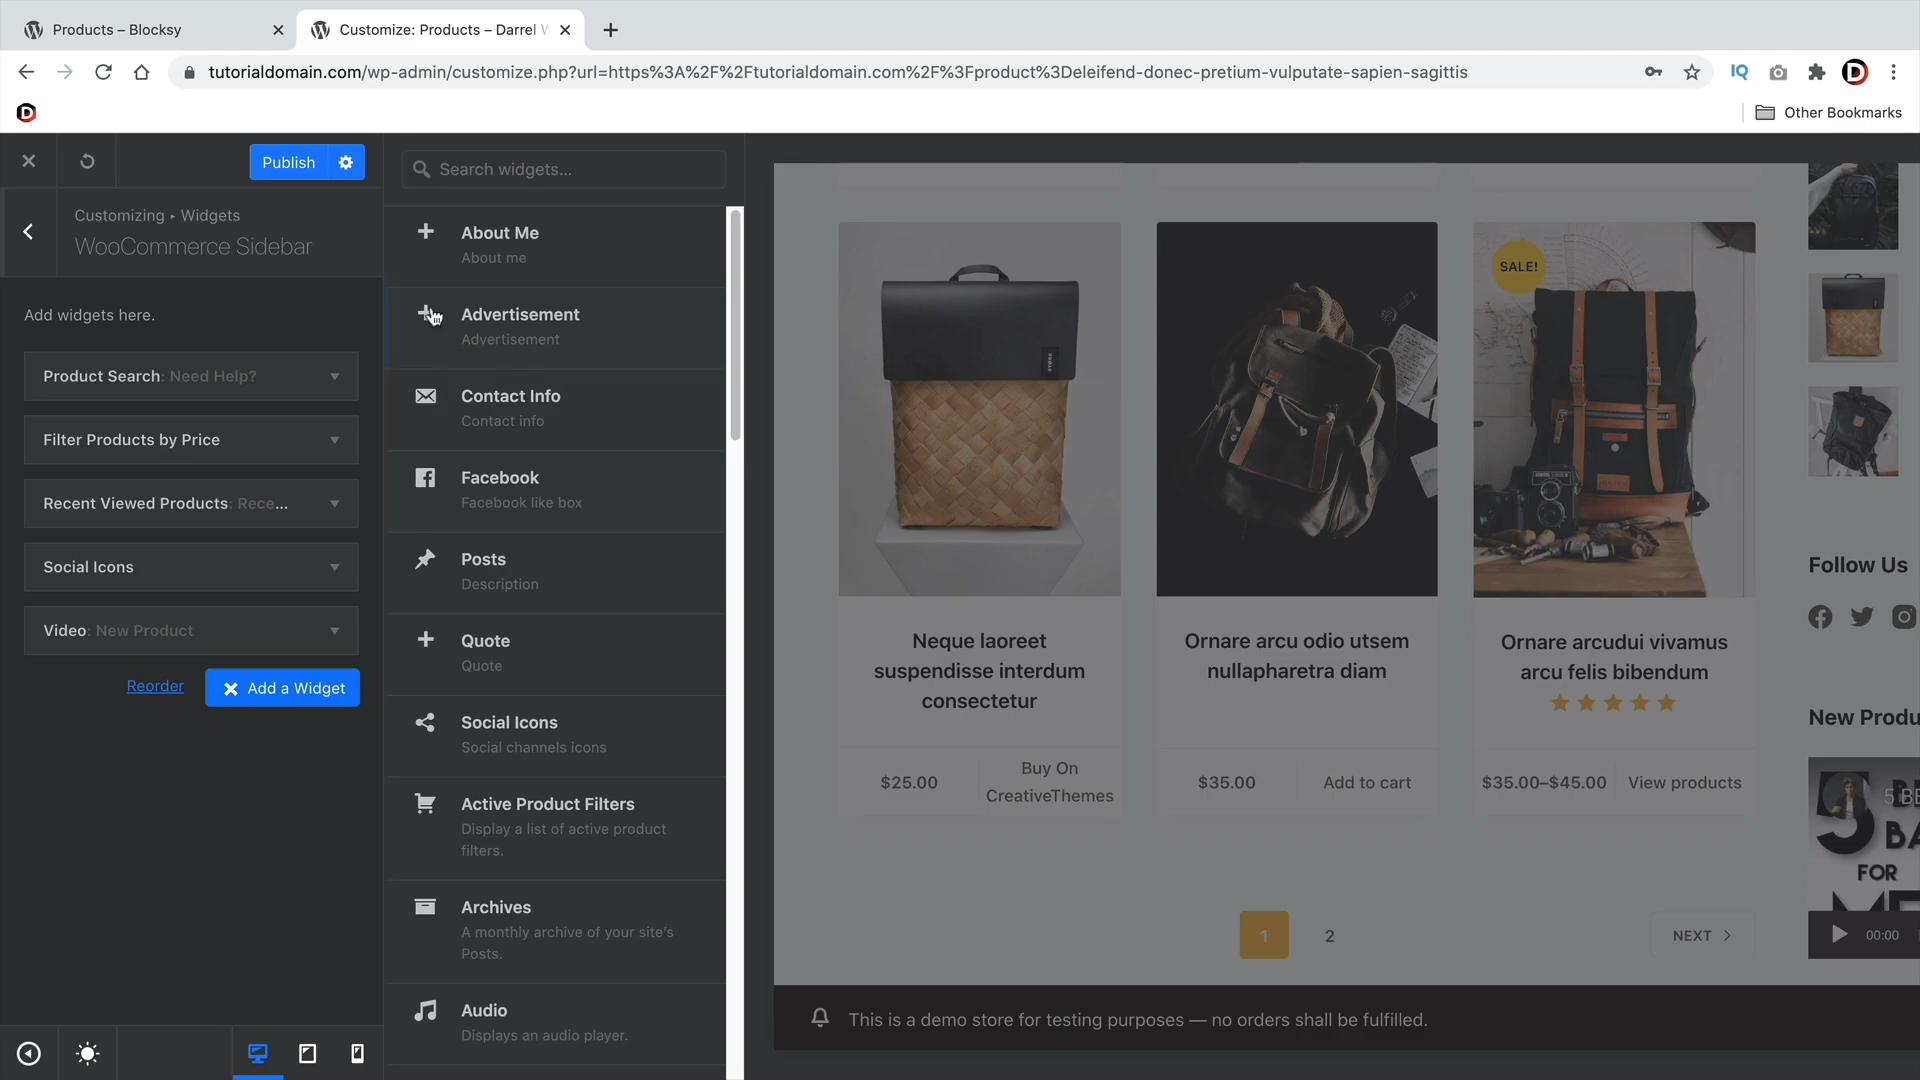 Products – Blocksy
Customize: Products – Darrel W
tutorialdomain.com/wp-admin/customize.php?url=https%3A%2F%2Ftutorialdomain.com%2F%3Fproduct%3Deleifend-donec-pretium-vulputate-sapien-sagittis
IQ
D
D
Other Bookmarks
Publish
Customizing ▸ Widgets
WooCommerce Sidebar
Add widgets here.
Product Search: Need Help?
Filter Products by Price
Recent Viewed Products: Rece...
Social Icons
Video: New Product
Reorder
Add a Widget
Search widgets...
About Me
About me
Advertisement
Advertisement
Contact Info
Contact info
Facebook
Facebook like box
Posts
Description
Quote
Quote
Social Icons
Social channels icons
Active Product Filters
Display a list of active product
filters.
Archives
A monthly archive of your site's
Posts.
Audio
Displays an audio player.
SALE!
Neque laoreet
suspendisse interdum
consectetur
$25.00
Buy On
CreativeThemes
Ornare arcu odio utsem
nullapharetra diam
$35.00
Add to cart
Ornare arcudui vivamus
arcu felis bibendum
$35.00–$45.00
View products
1
2
NEXT
Follow Us
New Produ
5 BE
5
BA
FOR
ME
00:00
This is a demo store for testing purposes — no orders shall be fulfilled.